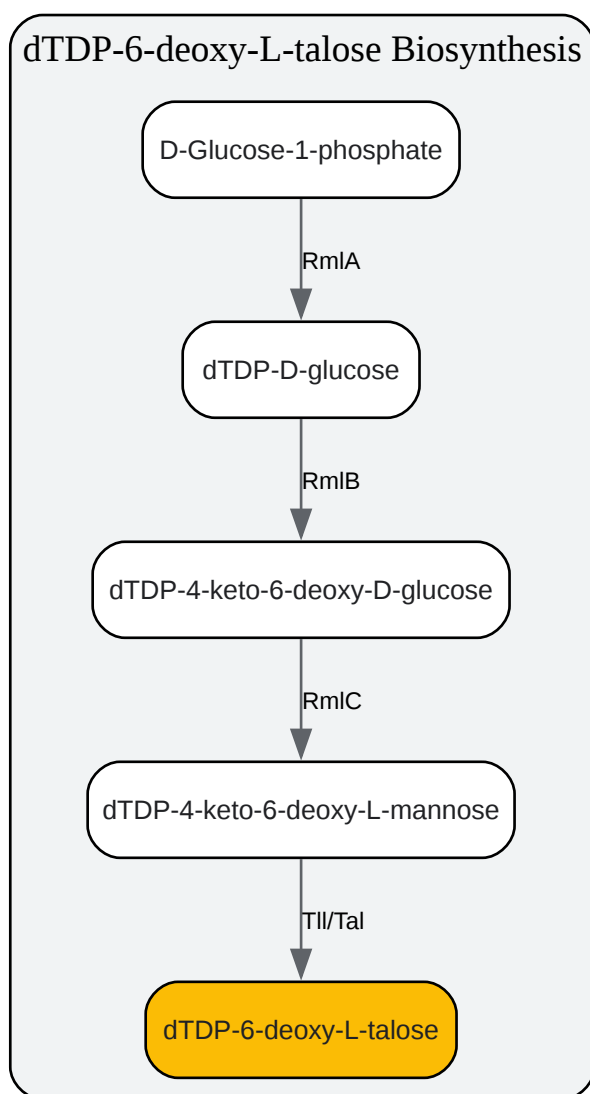 dTDP-6-deoxy-L-talose Biosynthesis
D-Glucose-1-phosphate
RmlA
dTDP-D-glucose
RmlB
dTDP-4-keto-6-deoxy-D-glucose
RmlC
dTDP-4-keto-6-deoxy-L-mannose
Tll/Tal
dTDP-6-deoxy-L-talose